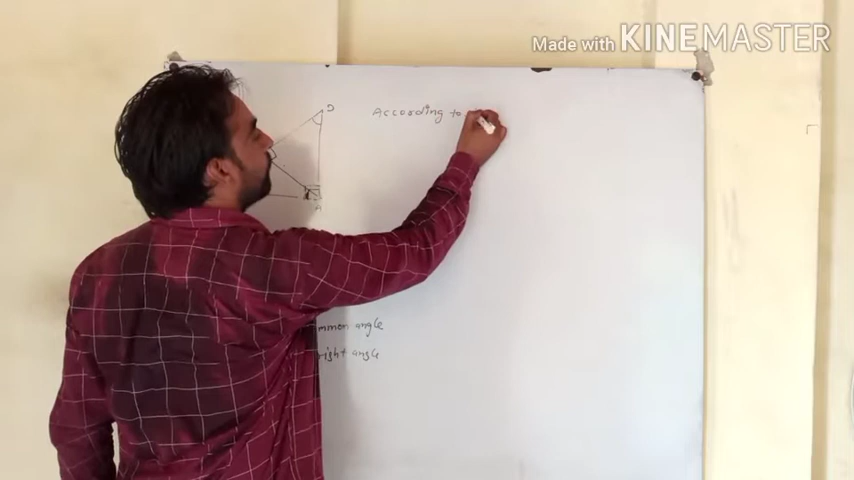 Made with KINEMASTER
D
According to
A
mmon angle
right angle